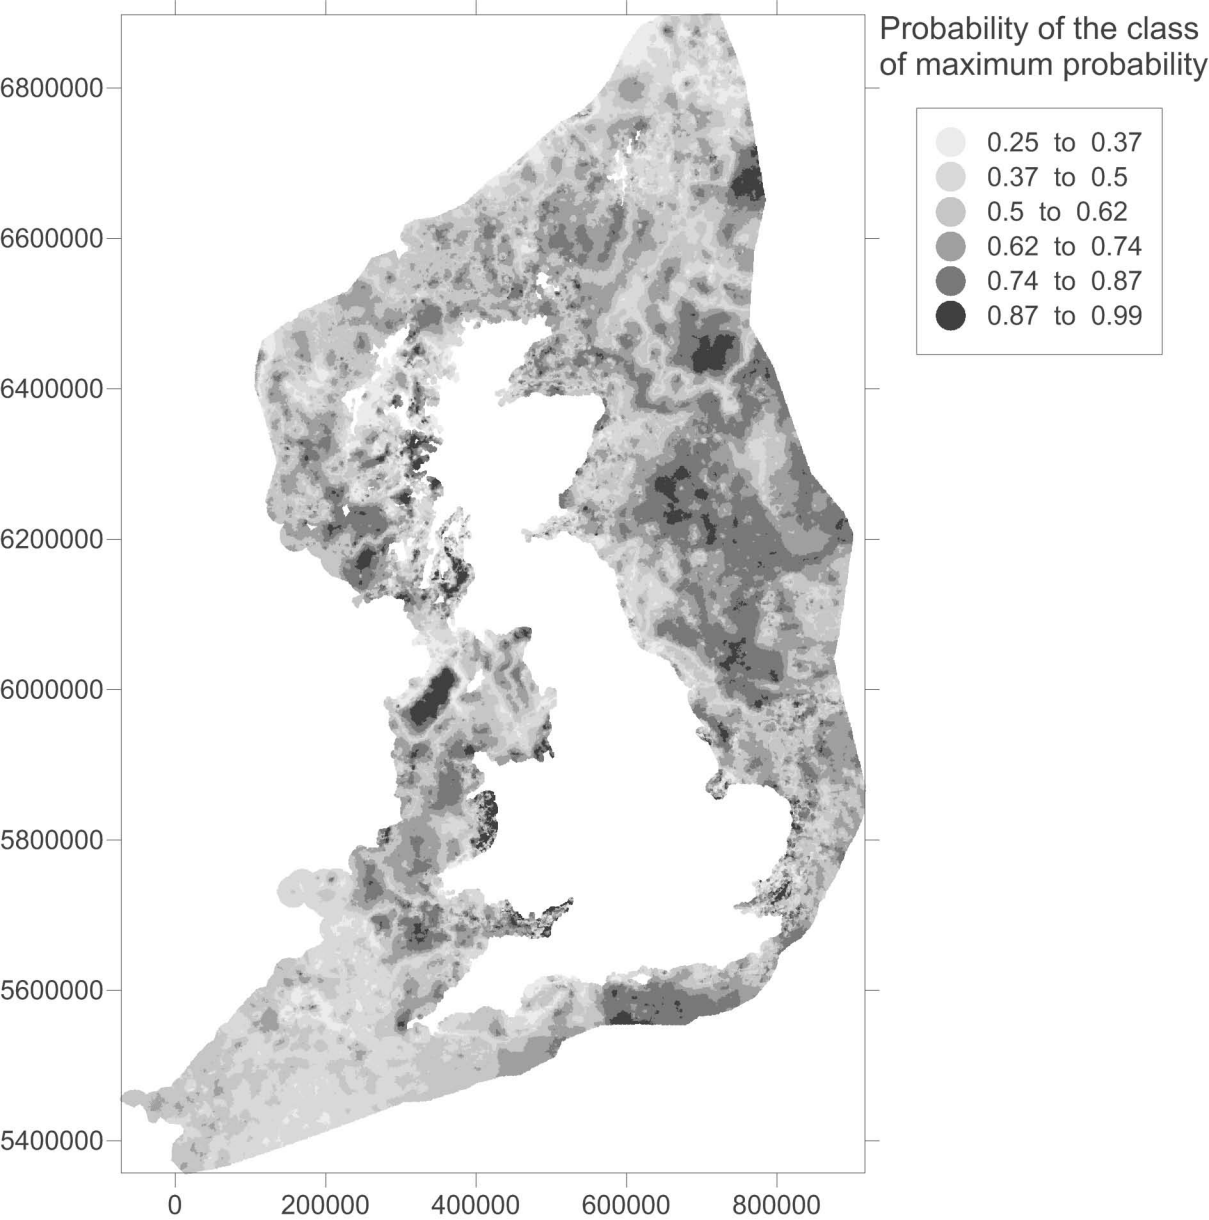 Probability of the class
of maximum probability
0.25 to 0.37
0.37 to 0.5
0.5 to 0.62
0.62 to 0.74
0.74 to 0.87
0.87 to 0.99
6800000
6600000
6400000
6200000
6000000
5800000
5600000
5400000
0 200000 400000 600000 800000